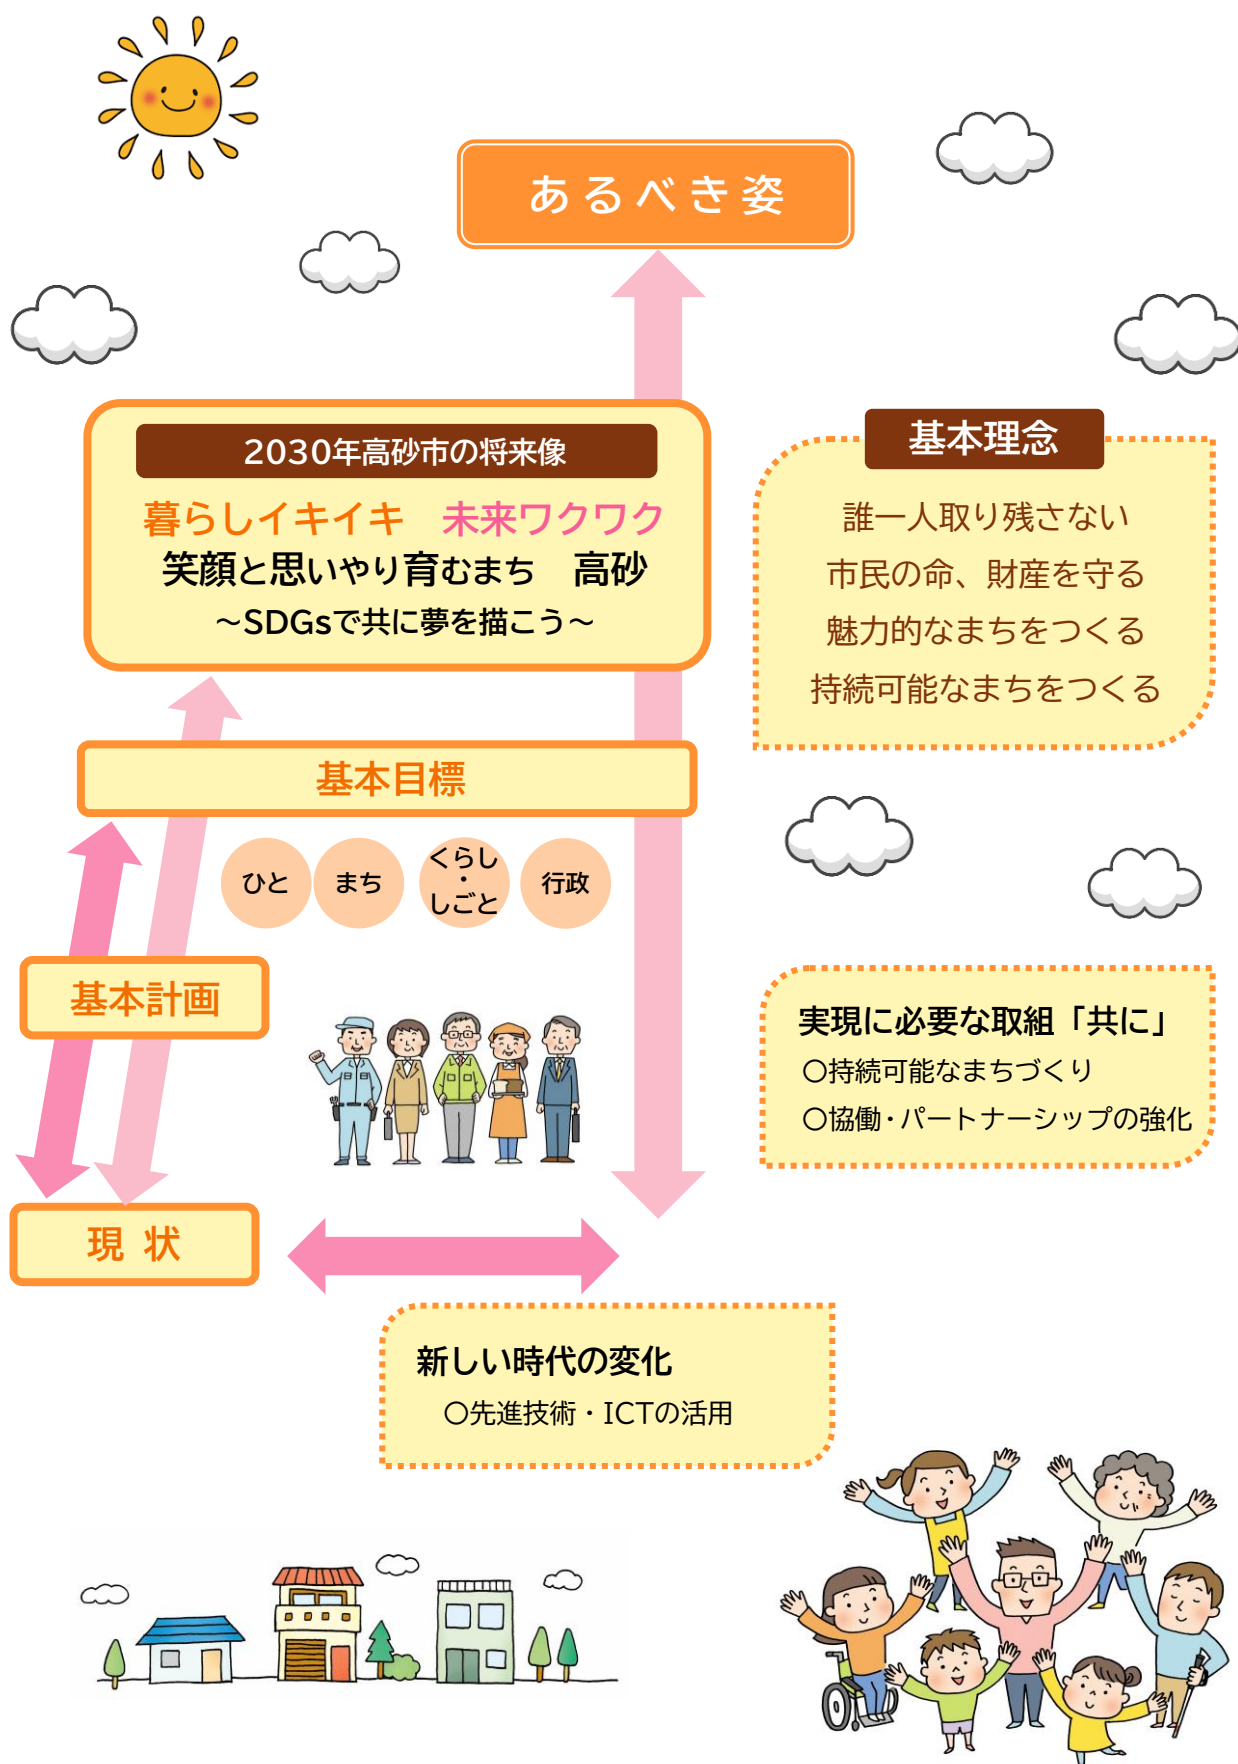 あるべき姿
2030年高砂市の将来像
暮らしイキイキ　未来ワクワク
笑顔と思いやり育むまち　高砂
～SDGsで共に夢を描こう～
基本理念
誰一人取り残さない
市民の命、財産を守る
魅力的なまちをつくる
持続可能なまちをつくる
基本目標
ひと
まち
くらし
・
しごと
行政
基本計画
実現に必要な取組「共に」
○持続可能なまちづくり
○協働・パートナーシップの強化
現 状
新しい時代の変化
○先進技術・ICTの活用